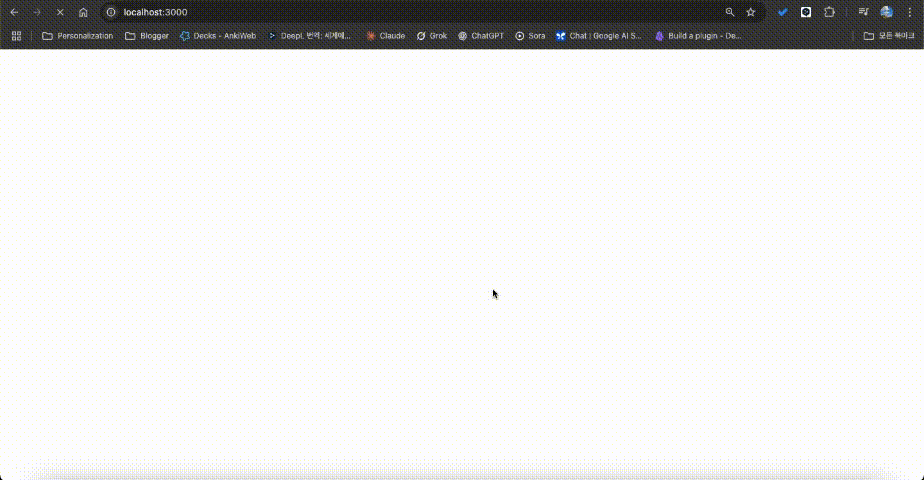 localhost:3000
Personalization Blogger Decks - AnkiWeb DeepL 번역: 세계에... Claude Grok ChatGPT Sora Chat | Google AI S... Build a plugin – De... 모든 북마크